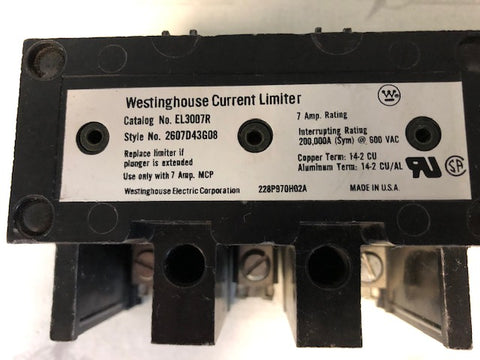 Westinghouse Current Limiter
Catalog No. EL3007R
Style No. 2607D43G08
Replace limiter if
plunger is extended
Use only with 7 Amp. MCP
Westinghouse Electric Corporation
228P970H02A
W
7 Amp. Rating
Interrupting Rating
200,000A (Sym) @ 600 VAC
Copper Term: 14-2 CU
Aluminum Term: 14-2 CU/AL
MADE IN U.S.A.
UR
SA